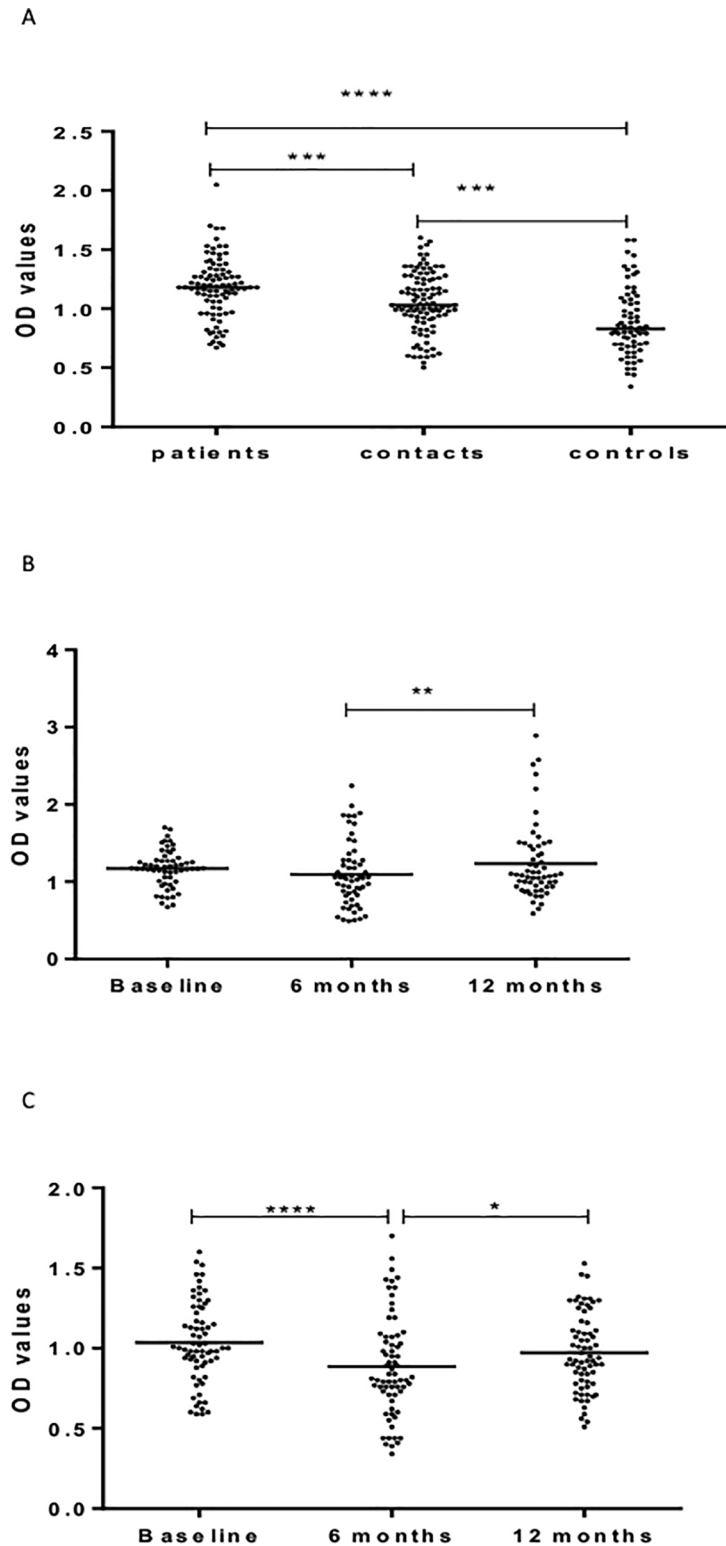 A
****
2.5
***
2.0
***
1.5
1.0
0.5
0.0
OD values
patients contacts controls
B
4
**
3
2
1
0
OD values
Baseline 6 months 12 months
C
2.0
**** *
1.5
1.0
0.5
0.0
OD values
Baseline 6 months 12 months